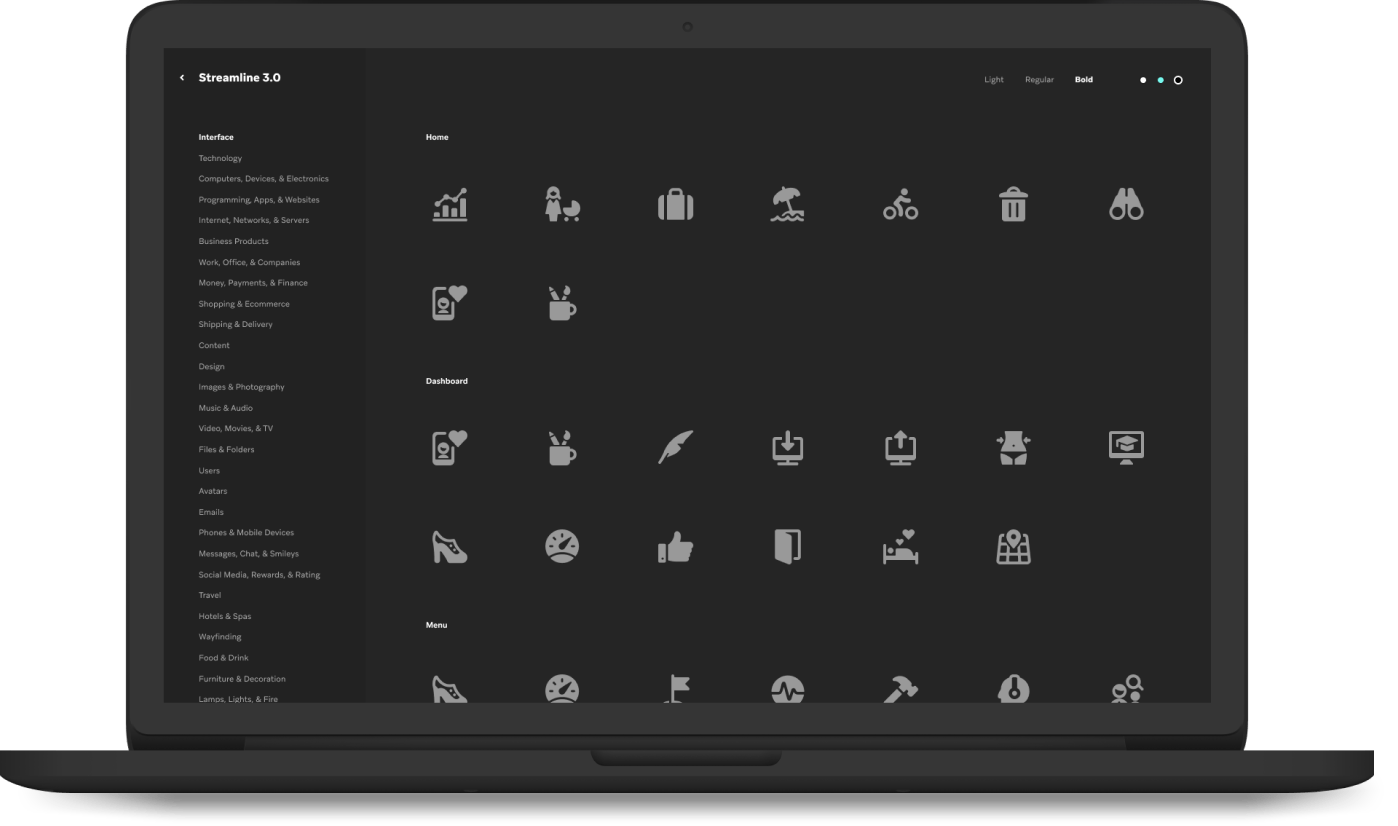 Streamline 3.0
Light Regular Bold
Interface
Technology
Computers, Devices, & Electronics
Programming, Apps, & Websites
Internet, Networks, & Servers
Business Products
Work, Office, & Companies
Money, Payments, & Finance
Shopping & Ecommerce
Shipping & Delivery
Content
Design
Images & Photography
Music & Audio
Video, Movies, & TV
Files & Folders
Users
Avatars
Emails
Phones & Mobile Devices
Messages, Chat, & Smileys
Social Media, Rewards, & Rating
Travel
Hotels & Spas
Wayfinding
Food & Drink
Furniture & Decoration
Lamps, Lights, & Fire
Home
Dashboard
Menu